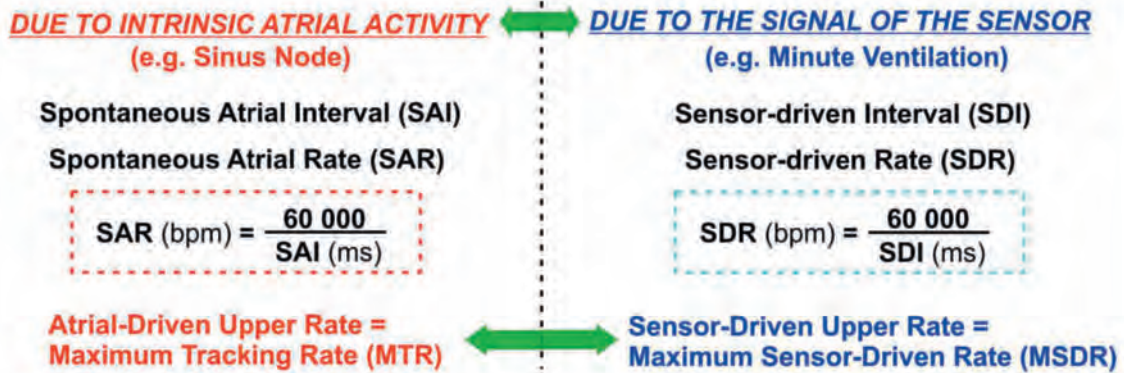 DUE TO INTRINSIC ATRIAL ACTIVITY
(e.g. Sinus Node)
Spontaneous Atrial Interval (SAI)
Spontaneous Atrial Rate (SAR)
SAR (bpm) = 60 000
SAI (ms)
Atrial-Driven Upper Rate =
Maximum Tracking Rate (MTR)
DUE TO THE SIGNAL OF THE SENSOR
(e.g. Minute Ventilation)
Sensor-driven Interval (SDI)
Sensor-driven Rate (SDR)
SDR (bpm) = 60 000
SDI (ms)
Sensor-Driven Upper Rate =
Maximum Sensor-Driven Rate (MSDR)